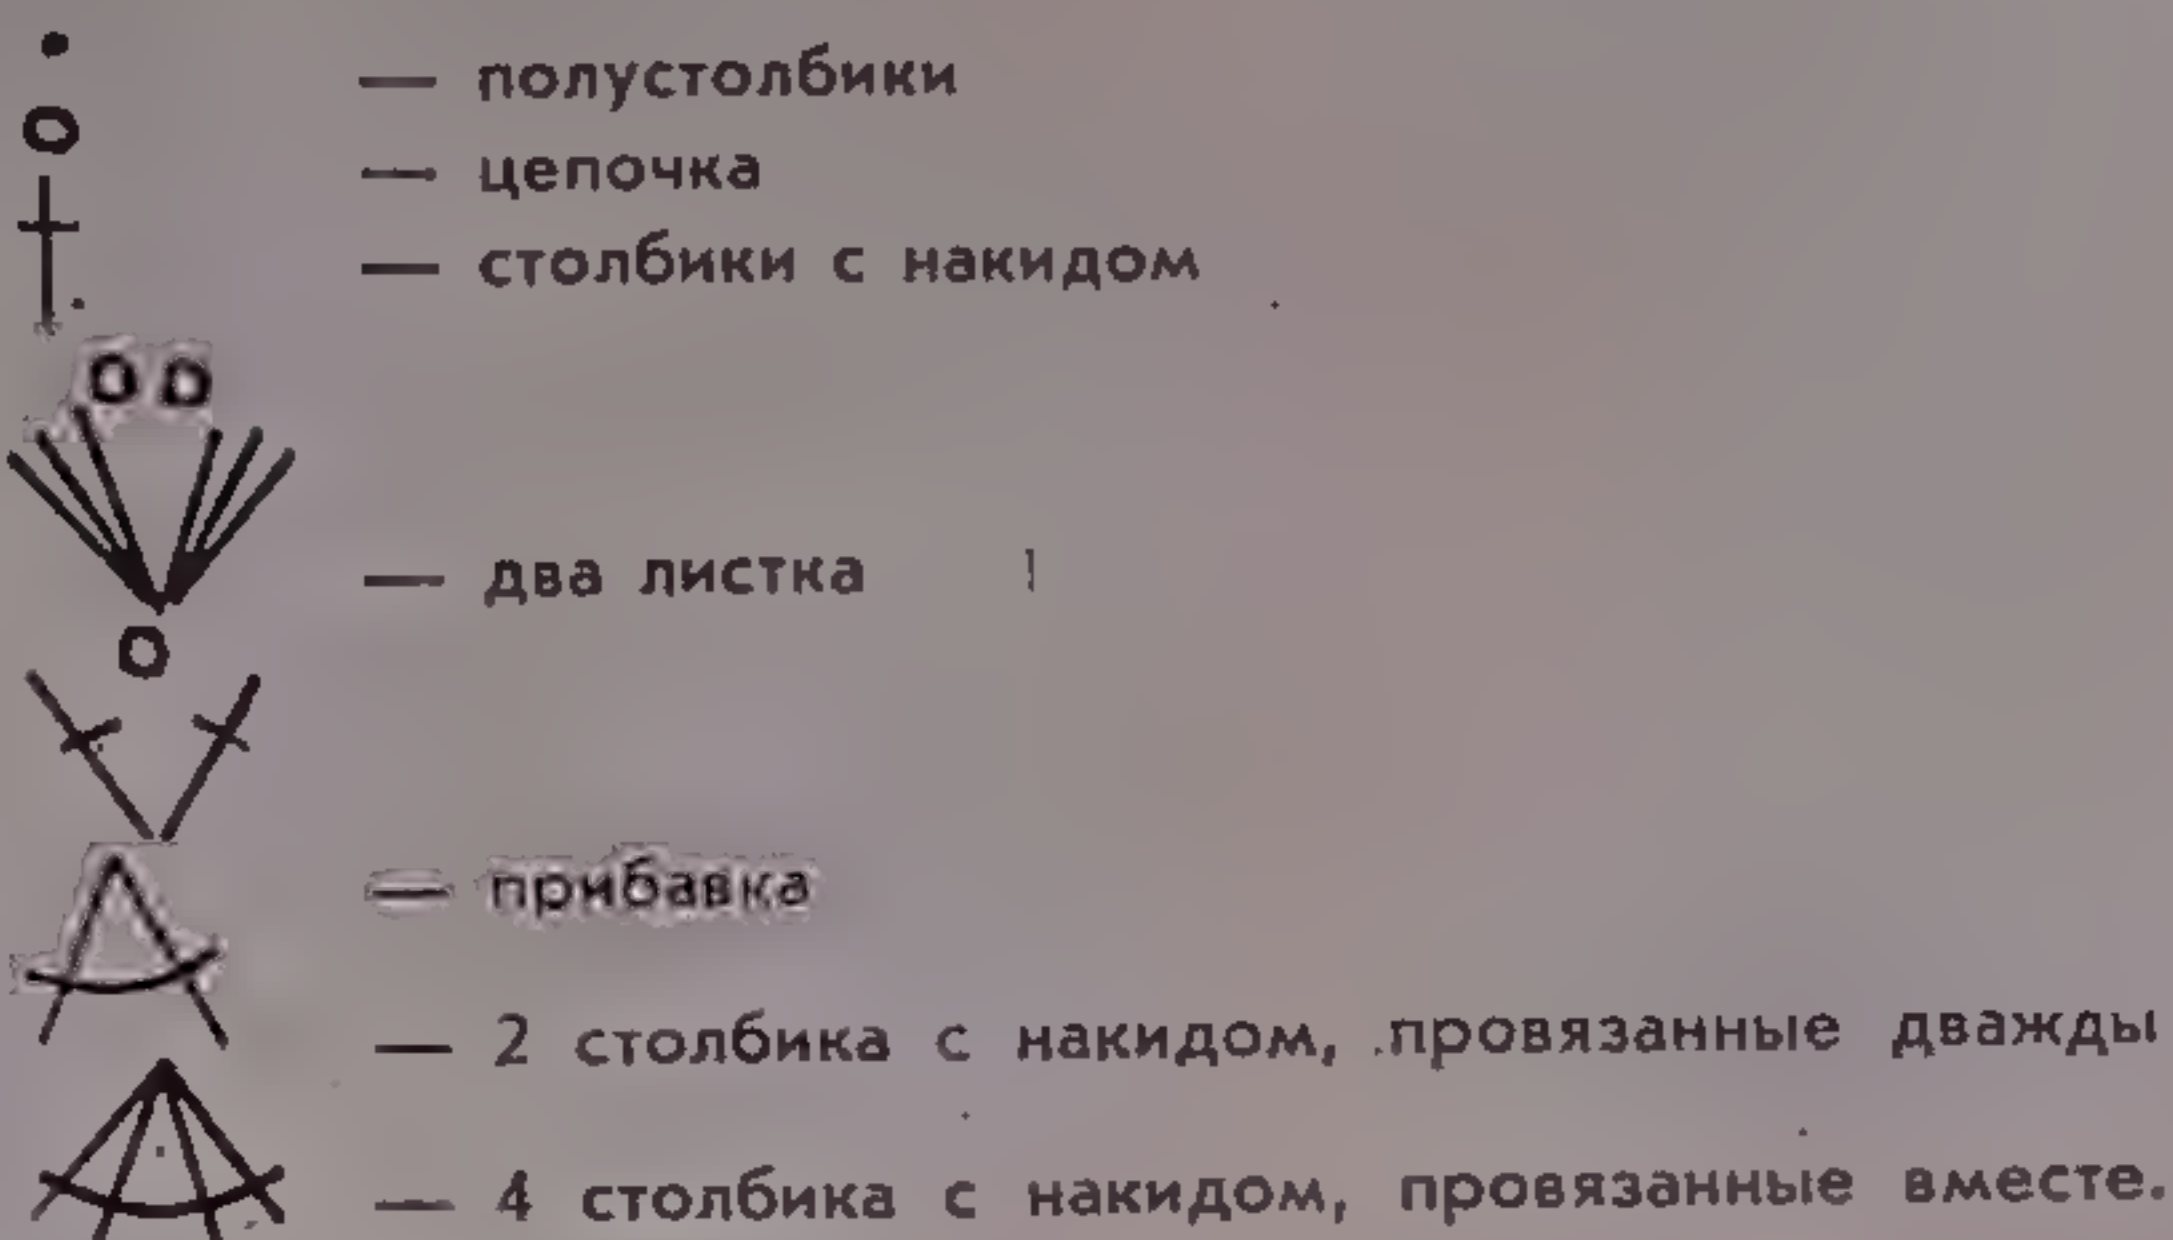 — полустолбики
— цепочка
— столбики с накидом
— два листка
— прибавка
— 2 столбика с накидом, провязанные дважды
— 4 столбика с накидом, провязанные вместе.